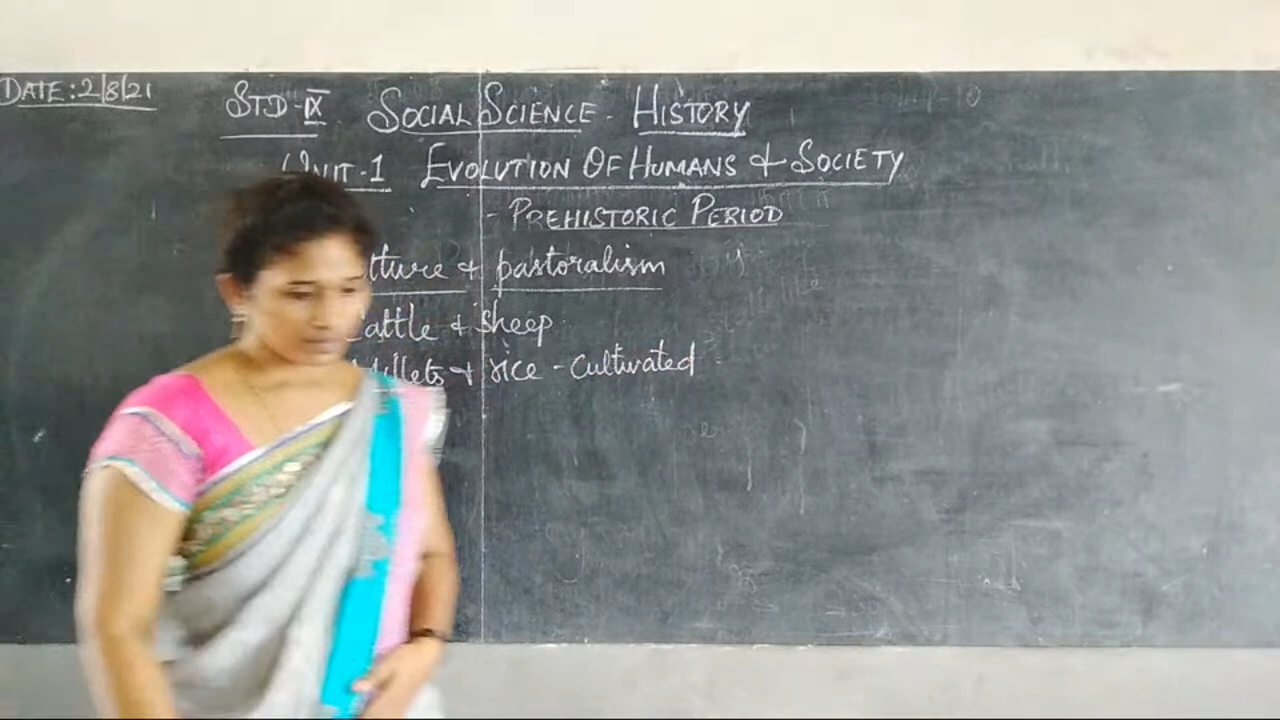 DATE: 2/8/21
STD-IX SOCIAL SCIENCE - HISTORY
UNIT-1 EVOLUTION OF HUMANS & SOCIETY
- PREHISTORIC PERIOD
& pastoralism
& sheep
& rice - cultivated